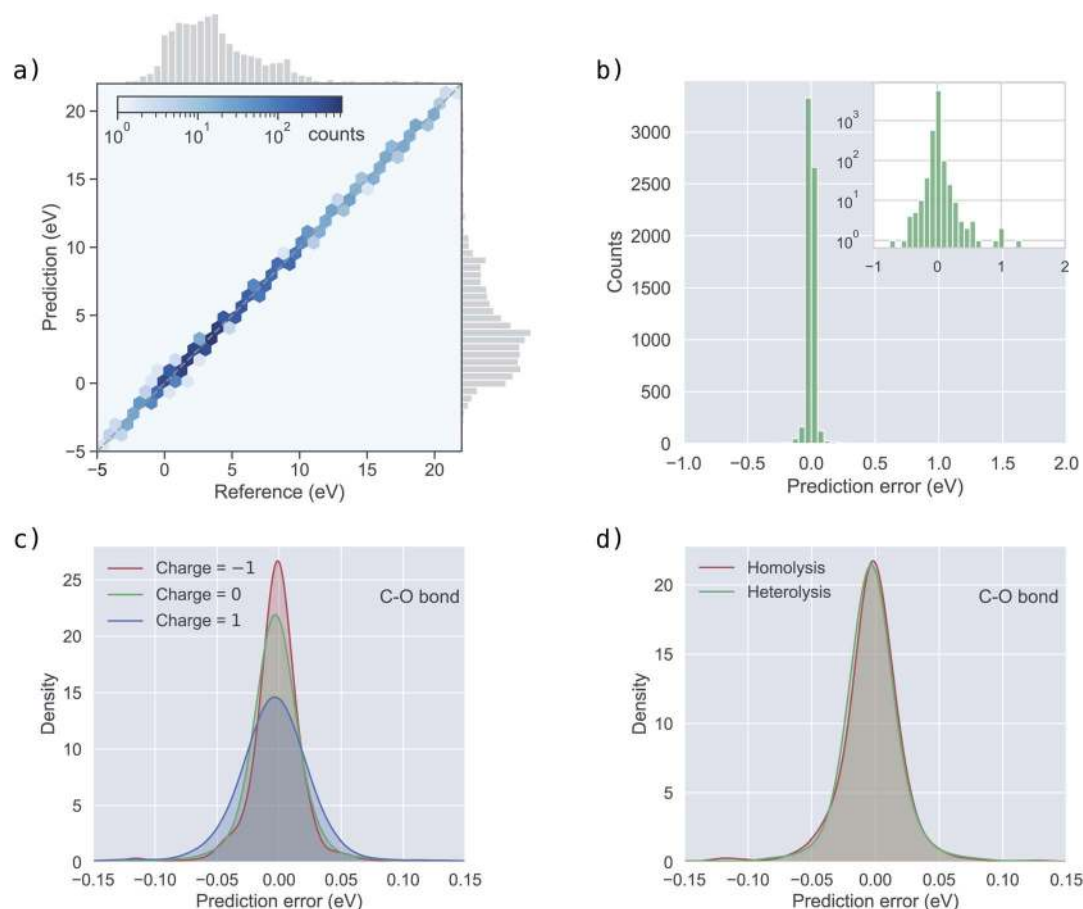 a)
20
15
10
5
0
−5
Prediction (eV)
10⁰ 10¹ 10² counts
−5 0 5 10 15 20
Reference (eV)
b)
3000
2500
2000
1500
1000
500
0
Counts
10³
10²
10¹
10⁰
−1 0 1 2
−1.0 −0.5 0.0 0.5 1.0 1.5 2.0
Prediction error (eV)
c)
25
20
15
10
5
0
Density
Charge = −1
Charge = 0
Charge = 1
C-O bond
−0.15 −0.10 −0.05 0.00 0.05 0.10 0.15
Prediction error (eV)
d)
20
15
10
5
0
Density
Homolysis
Heterolysis
C-O bond
−0.15 −0.10 −0.05 0.00 0.05 0.10 0.15
Prediction error (eV)